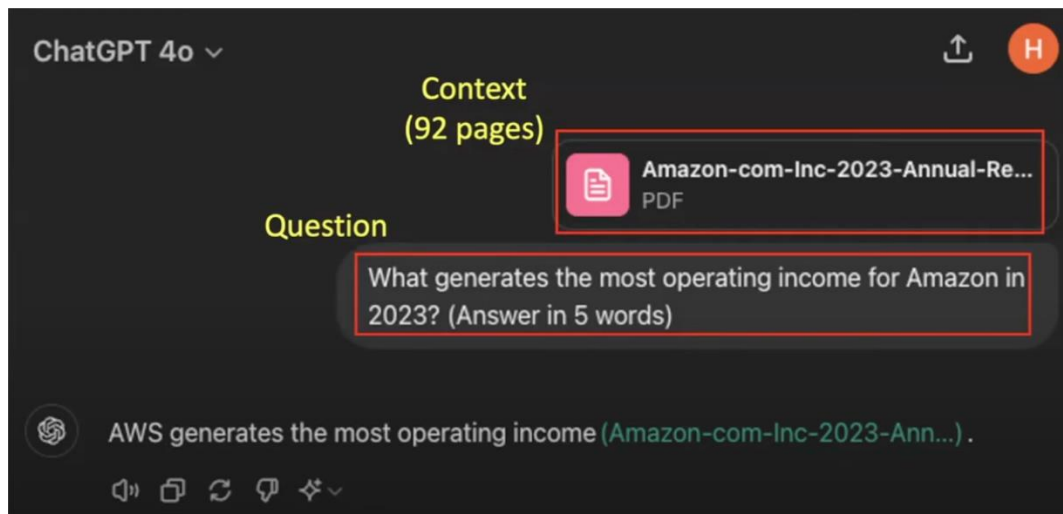 ChatGPT 4o
H
Context
(92 pages)
Amazon-com-Inc-2023-Annual-Re...
PDF
Question
What generates the most operating income for Amazon in
2023? (Answer in 5 words)
AWS generates the most operating income (Amazon-com-Inc-2023-Ann...).